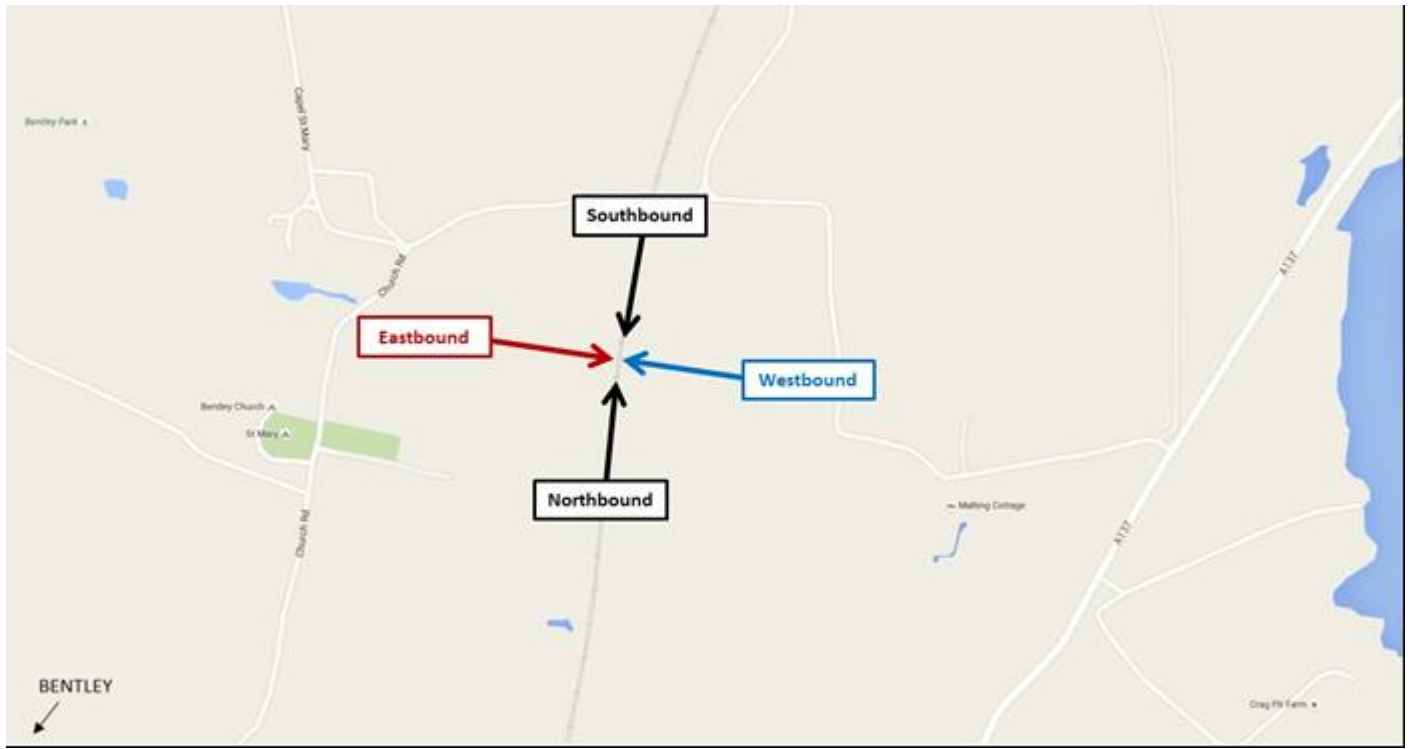 Bentley Park
Capel St Mary
Southbound
Church Rd
A137
Eastbound
Westbound
Bentley Church
St Mary
Northbound
Malting Cottage
Church Rd
A137
BENTLEY
Crag Pit Farm